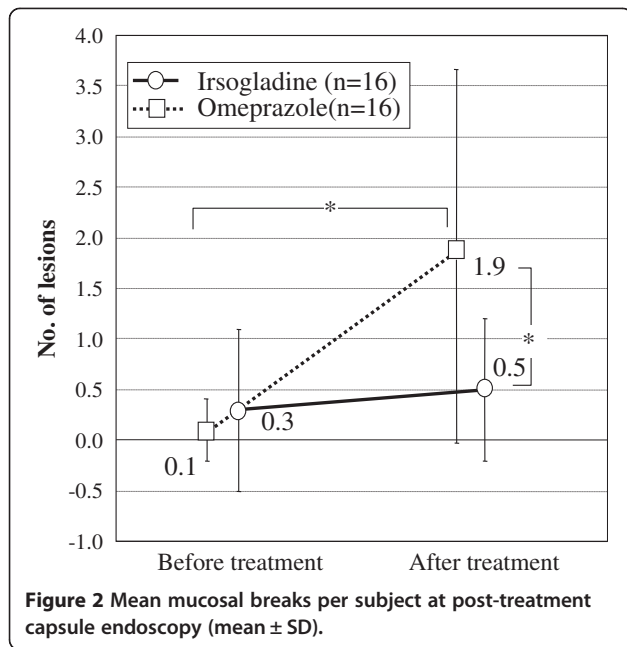 4.0
3.5
3.0
2.5
2.0
1.5
1.0
0.5
0.0
-0.5
-1.0
No. of lesions
Irsogladine (n=16)
Omeprazole(n=16)
*
1.9
*
0.5
0.3
0.1
Before treatment
After treatment
Figure 2 Mean mucosal breaks per subject at post-treatment
capsule endoscopy (mean ± SD).